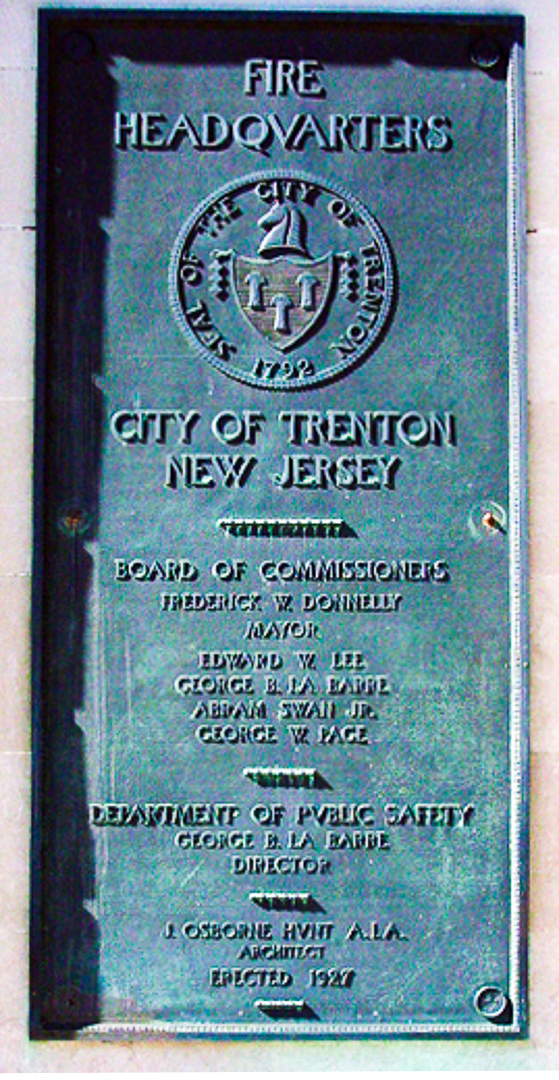 FIRE
HEADQVARTERS
SEAL OF THE CITY OF TRENTON
1792
CITY OF TRENTON
NEW JERSEY
BOARD OF COMMISSIONERS
FREDERICK W. DONNELLY
MAYOR
EDWARD W. LEE
GEORGE B. LA BARRE
ABRAM SWAN JR.
GEORGE W. PAGE
DEPARTMENT OF PVBLIC SAFETY
GEORGE B. LA BARRE
DIRECTOR
J. OSBORNE HVNT A.I.A.
ARCHITECT
ERECTED 1927